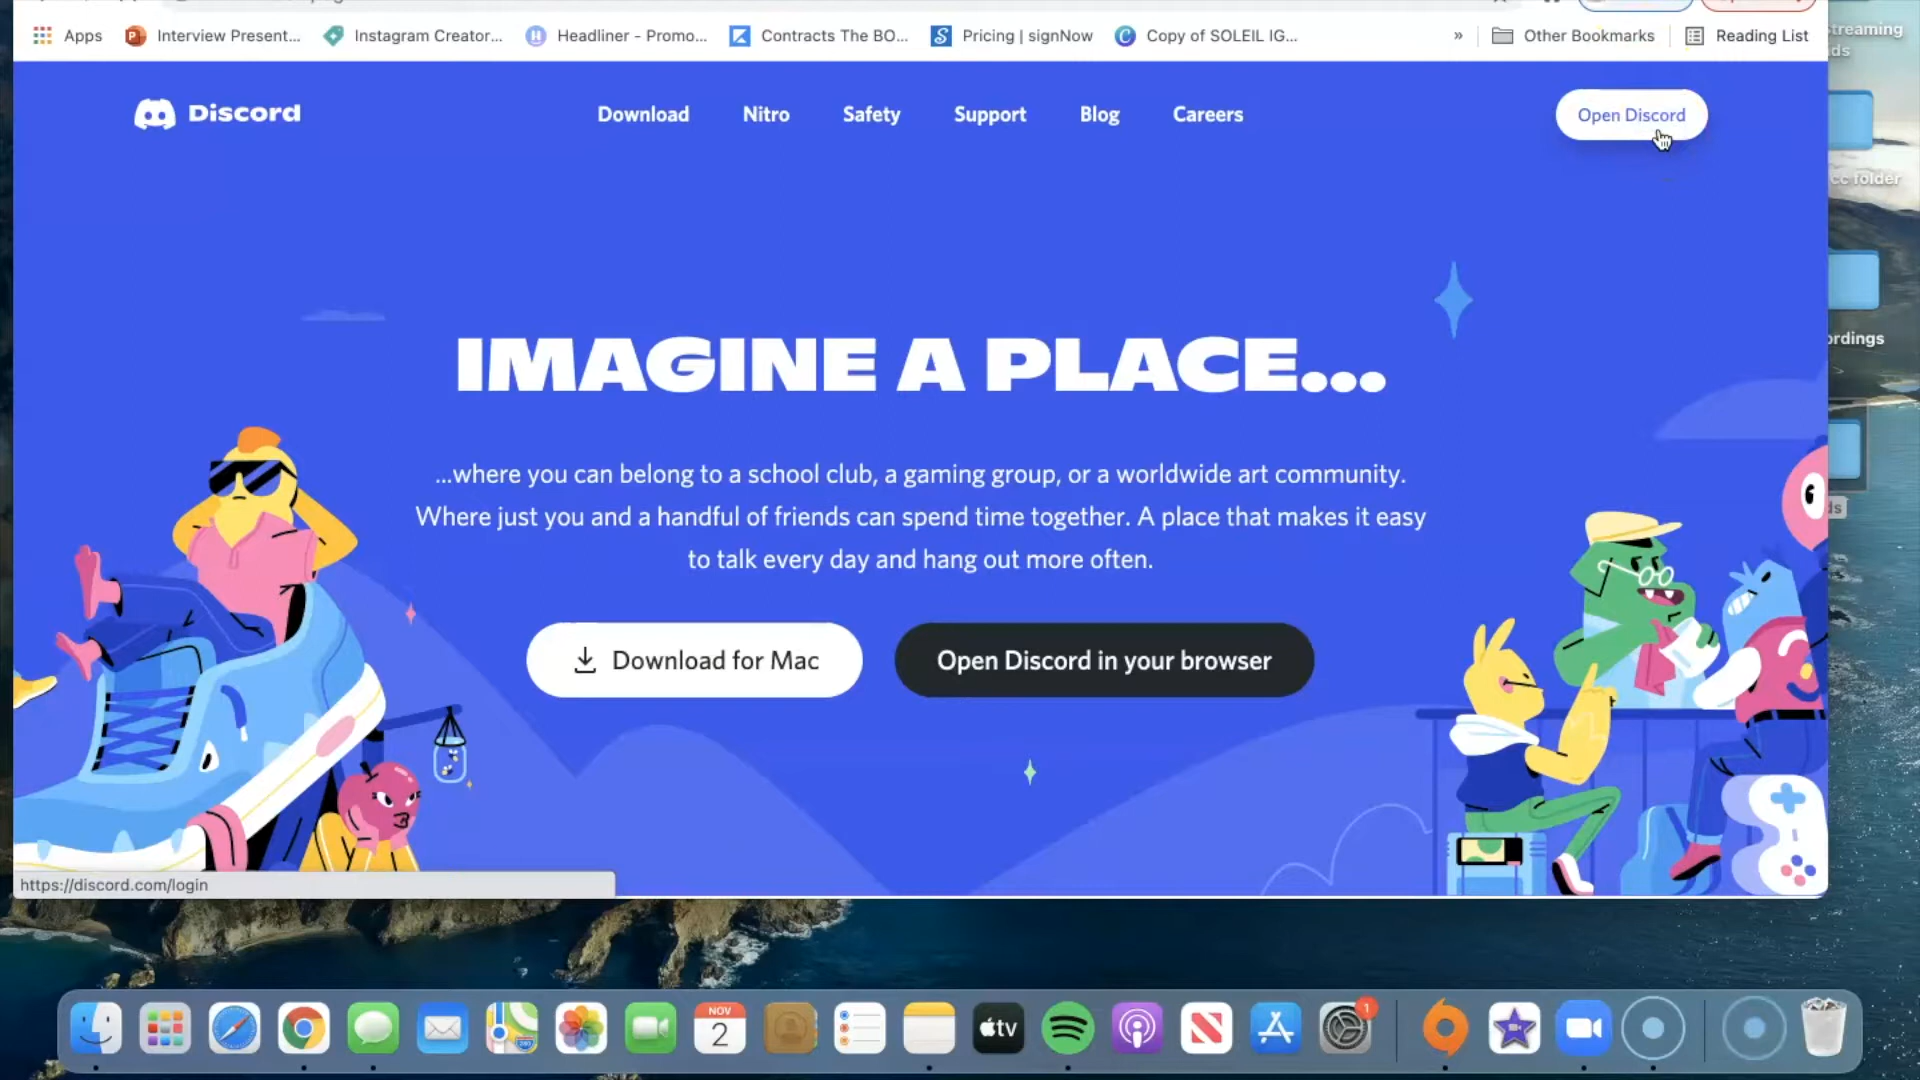 Apps
Interview Present...
Instagram Creator...
Headliner - Promo...
Contracts The BO...
Pricing | signNow
Copy of SOLEIL IG...
»
Other Bookmarks
Reading List
Discord
Download
Nitro
Safety
Support
Blog
Careers
Open Discord
cc folder
IMAGINE A PLACE...
...where you can belong to a school club, a gaming group, or a worldwide art community.
Where just you and a handful of friends can spend time together. A place that makes it easy
to talk every day and hang out more often.
Download for Mac
Open Discord in your browser
https://discord.com/login
NOV
2
tv
1